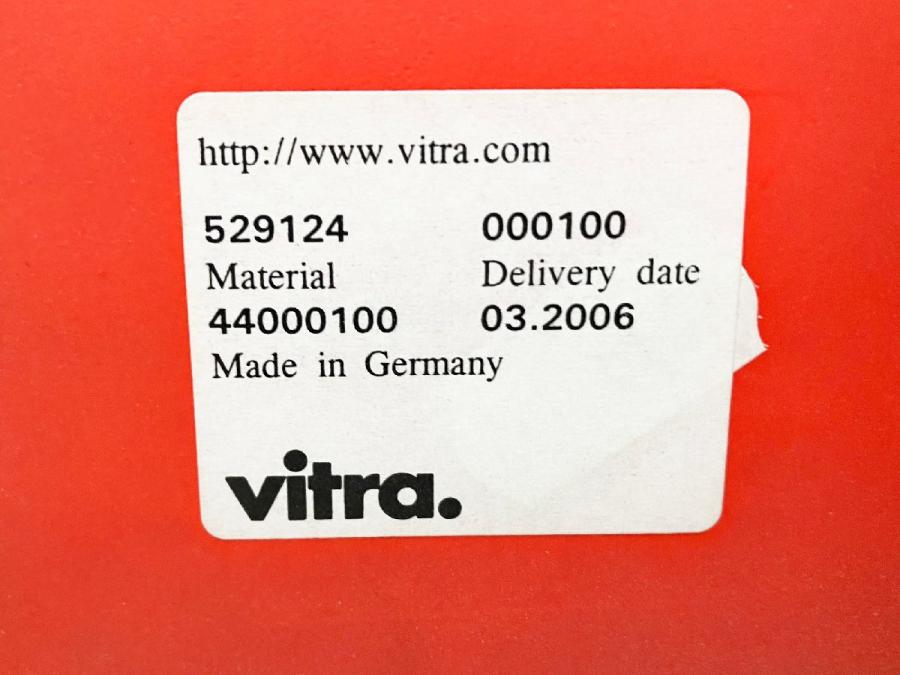 http://www.vitra.com
529124 000100
Material Delivery date
44000100 03.2006
Made in Germany
vitra.